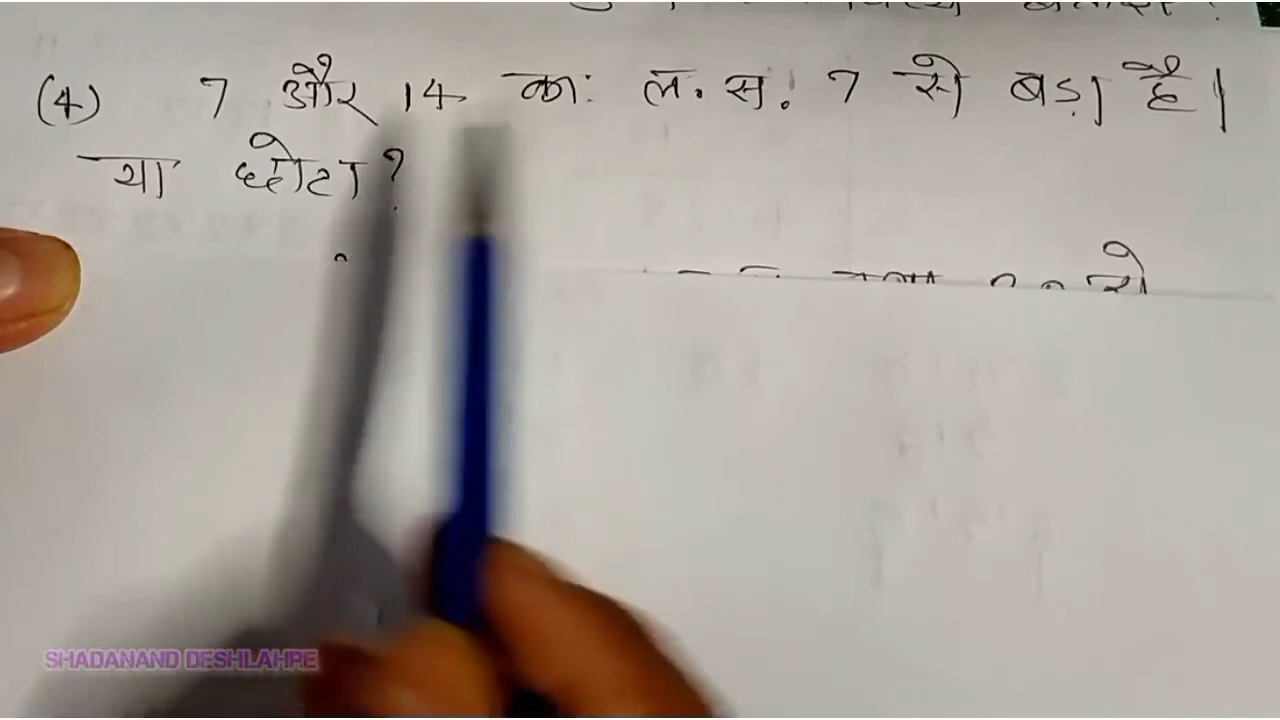 (4) 7 और 14 का ल. स. 7 से बड़ा है।
या छोटा?
SHADANAND DESHLAHRE